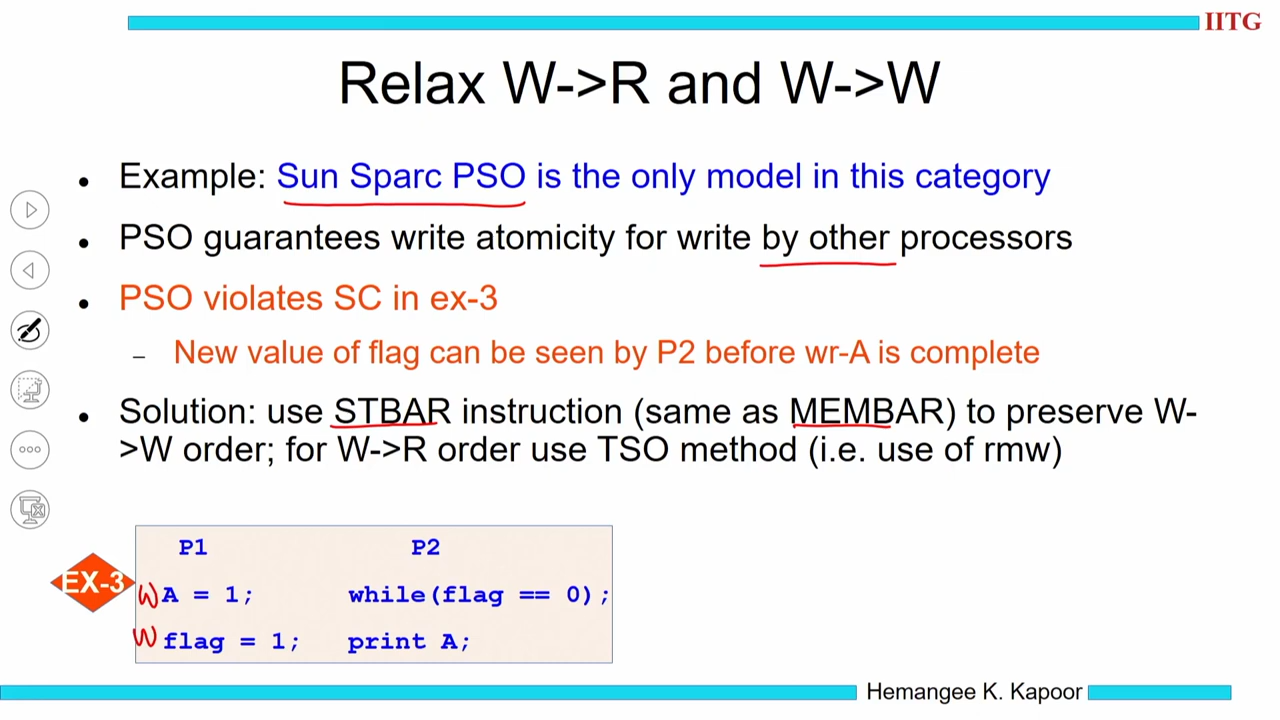 IITG
Relax W->R and W->W
• Example: Sun Sparc PSO is the only model in this category
• PSO guarantees write atomicity for write by other processors
• PSO violates SC in ex-3
– New value of flag can be seen by P2 before wr-A is complete
• Solution: use STBAR instruction (same as MEMBAR) to preserve W-
>W order; for W->R order use TSO method (i.e. use of rmw)
P1 P2
EX-3
W A = 1; while(flag == 0);
W flag = 1; print A;
Hemangee K. Kapoor